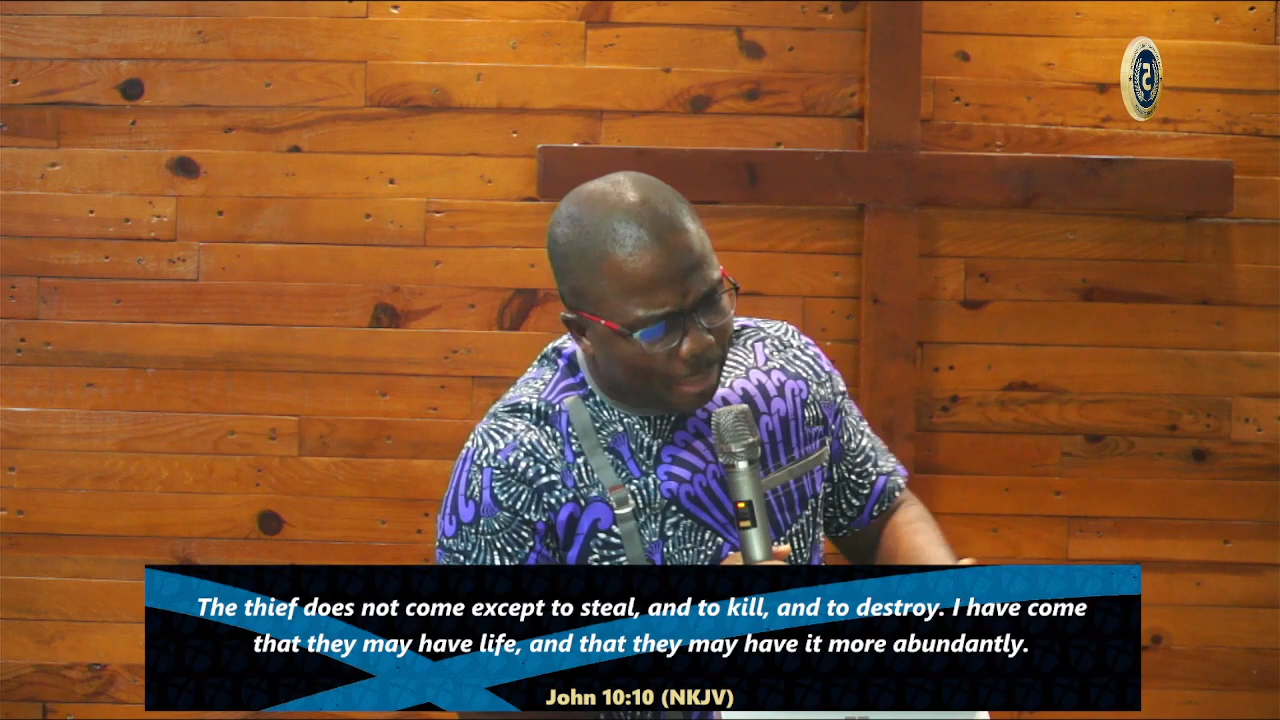 The thief does not come except to steal, and to kill, and to destroy. I have come
that they may have life, and that they may have it more abundantly.
John 10:10 (NKJV)